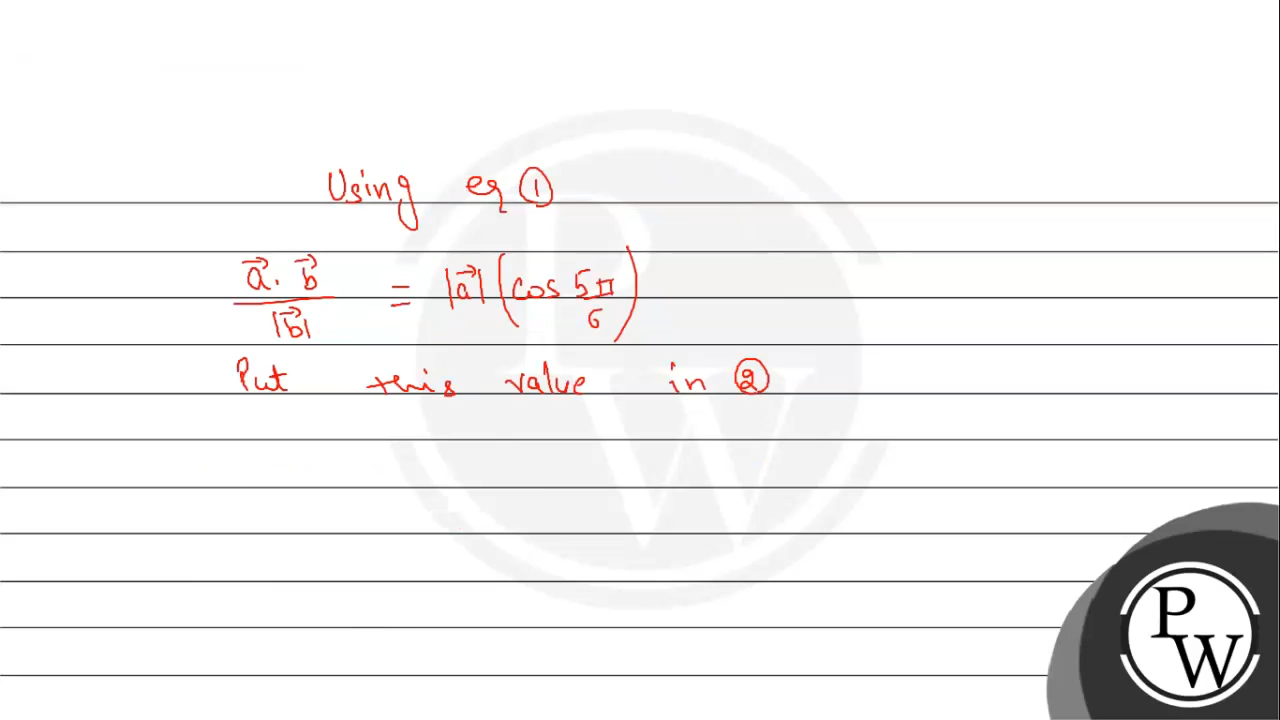 Using eq ①
a⃗ . b⃗ / |b⃗| = |a⃗| (cos 5π/6)
Put this value in ②
P
W